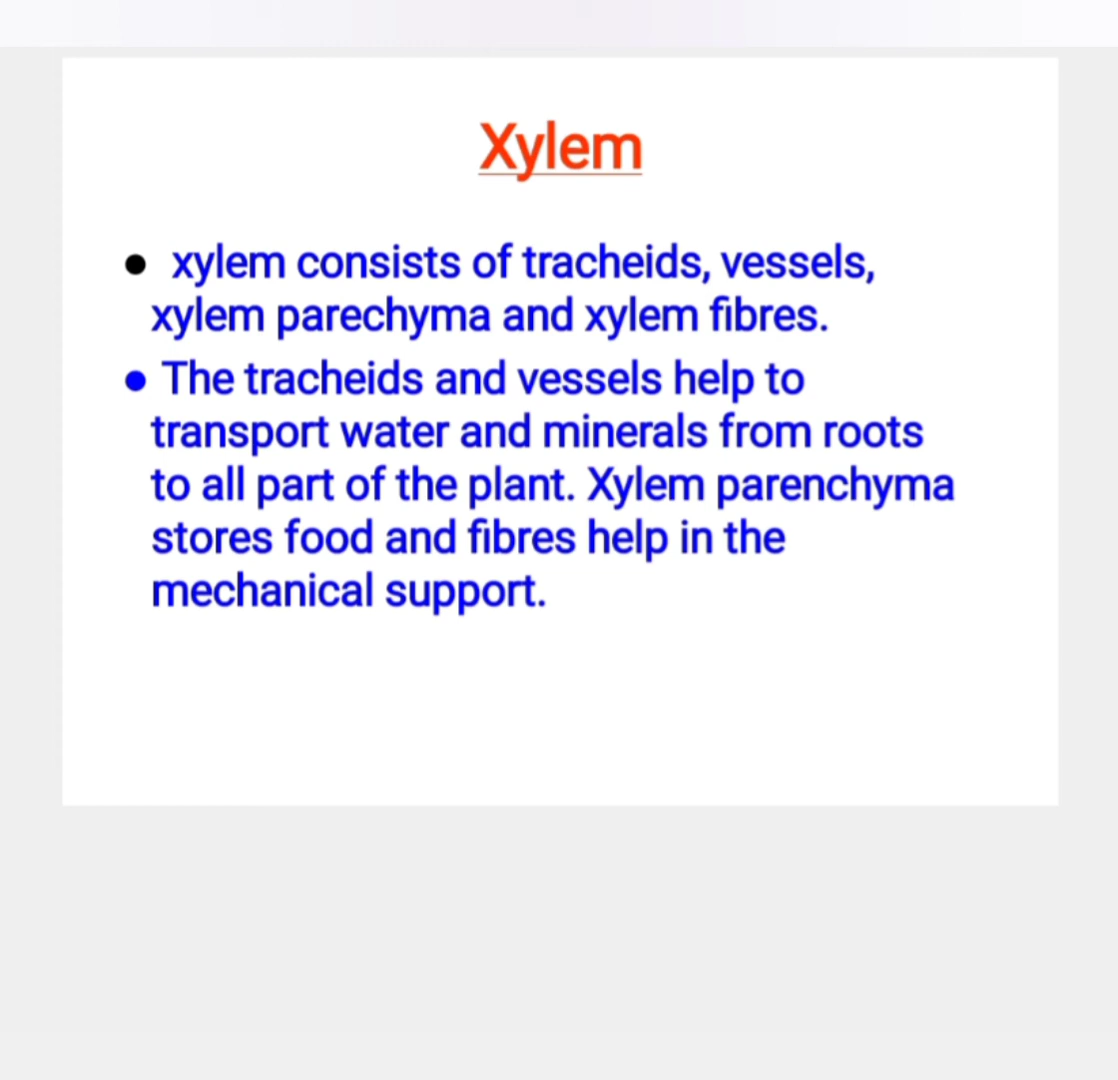 Xylem
● xylem consists of tracheids, vessels,
xylem parechyma and xylem fibres.
● The tracheids and vessels help to
transport water and minerals from roots
to all part of the plant. Xylem parenchyma
stores food and fibres help in the
mechanical support.